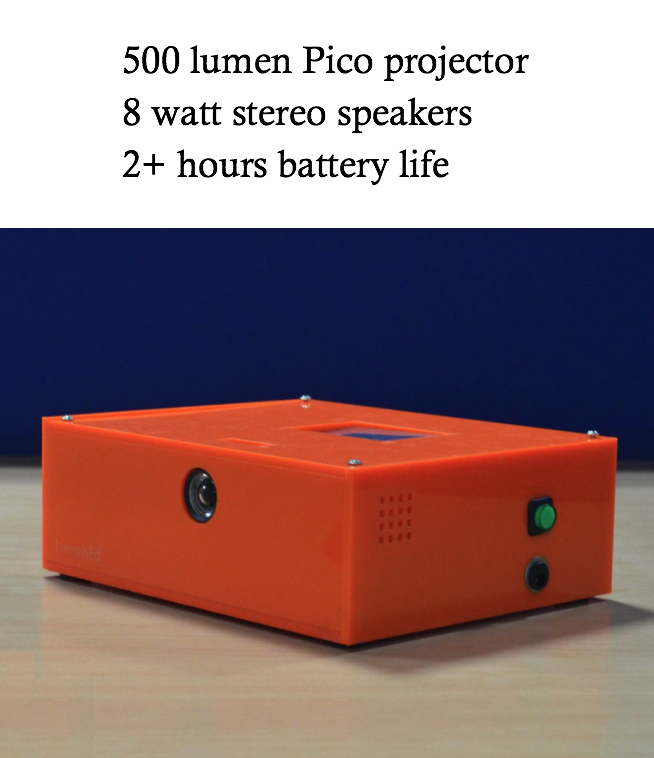 500 lumen Pico projector
8 watt stereo speakers
2+ hours battery life